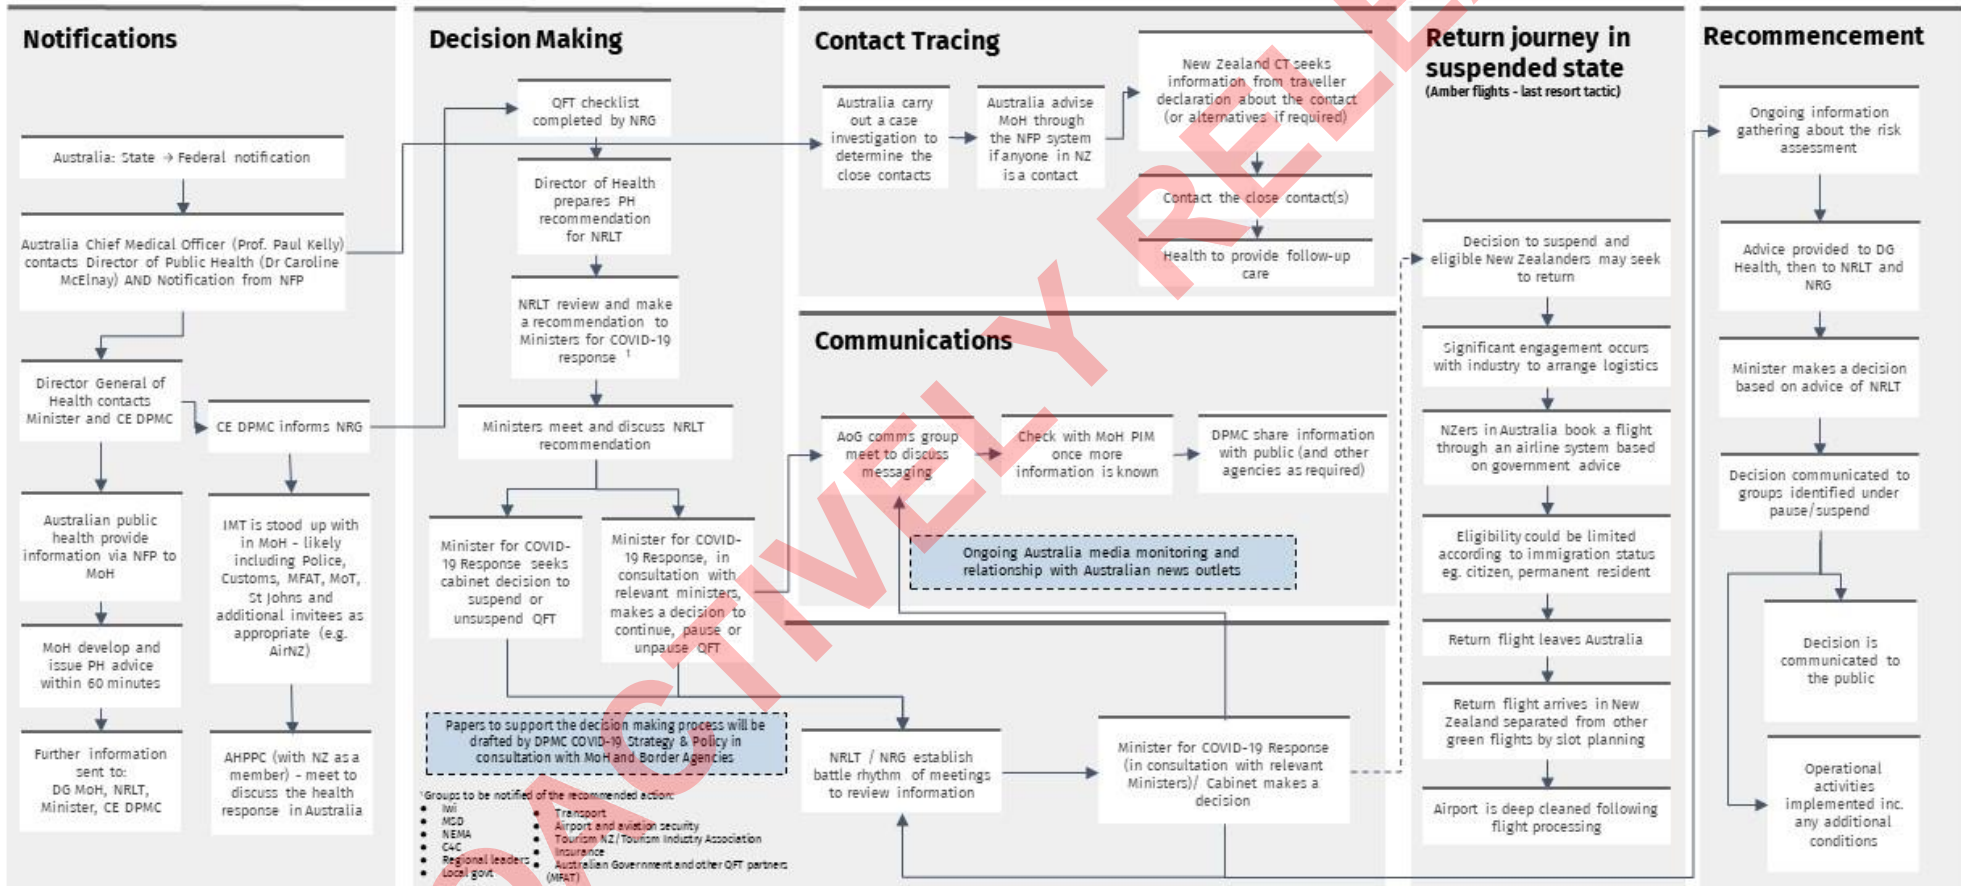 Notifications
Australia: State → Federal notification
Australia Chief Medical Officer (Prof. Paul Kelly)
contacts Director of Public Health (Dr Caroline
McElnay) AND Notification from NFP
Director General of
Health contacts
Minister and CE DPMC
CE DPMC informs NRG
Australian public
health provide
information via NFP to
MoH
MoH develop and
issue PH advice
within 60 minutes
Further information
sent to:
DG MoH, NRLT,
Minister, CE DPMC
IMT is stood up with
in MoH - likely
including Police,
Customs, MFAT, MoT,
St Johns and
additional invitees as
appropriate (e.g.
AirNZ)
AHPPC (with NZ as a
member) - meet to
discuss the health
response in Australia
Decision Making
QFT checklist
completed by NRG
Director of Health
prepares PH
recommendation
for NRLT
NRLT review and make
a recommendation to
Ministers for COVID-19
response 1
Ministers meet and discuss NRLT
recommendation
Minister for COVID-
19 Response seeks
cabinet decision to
suspend or
unsuspend QFT
Minister for COVID-
19 Response, in
consultation with
relevant ministers,
makes a decision to
continue, pause or
unpause QFT
Papers to support the decision making process will be
drafted by DPMC COVID-19 Strategy & Policy in
consultation with MoH and Border Agencies
1Groups to be notified of the recommended action:
● Iwi
● MSD
● NEMA
● C4C
● Regional leaders
● Local govt
● Transport
● Airport and aviation security
● Tourism NZ/Tourism Industry Association
● Insurance
● Australian Government and other QFT partners
(MFAT)
Contact Tracing
Australia carry
out a case
investigation to
determine the
close contacts
Australia advise
MoH through
the NFP system
if anyone in NZ
is a contact
New Zealand CT seeks
information from traveller
declaration about the contact
(or alternatives if required)
Contact the close contact(s)
Health to provide follow-up
care
Communications
AoG comms group
meet to discuss
messaging
Check with MoH PIM
once more
information is known
DPMC share information
with public (and other
agencies as required)
Ongoing Australia media monitoring and
relationship with Australian news outlets
NRLT / NRG establish
battle rhythm of meetings
to review information
Minister for COVID-19 Response
(in consultation with relevant
Ministers)/ Cabinet makes a
decision
Return journey in
suspended state
(Amber flights - last resort tactic)
Decision to suspend and
eligible New Zealanders may seek
to return
Significant engagement occurs
with industry to arrange logistics
NZers in Australia book a flight
through an airline system based
on government advice
Eligibility could be limited
according to immigration status
eg. citizen, permanent resident
Return flight leaves Australia
Return flight arrives in New
Zealand separated from other
green flights by slot planning
Airport is deep cleaned following
flight processing
Recommencement
Ongoing information
gathering about the risk
assessment
Advice provided to DG
Health, then to NRLT and
NRG
Minister makes a decision
based on advice of NRLT
Decision communicated to
groups identified under
pause/suspend
Decision is
communicated to
the public
Operational
activities
implemented inc.
any additional
conditions
OACTIVELY RELE